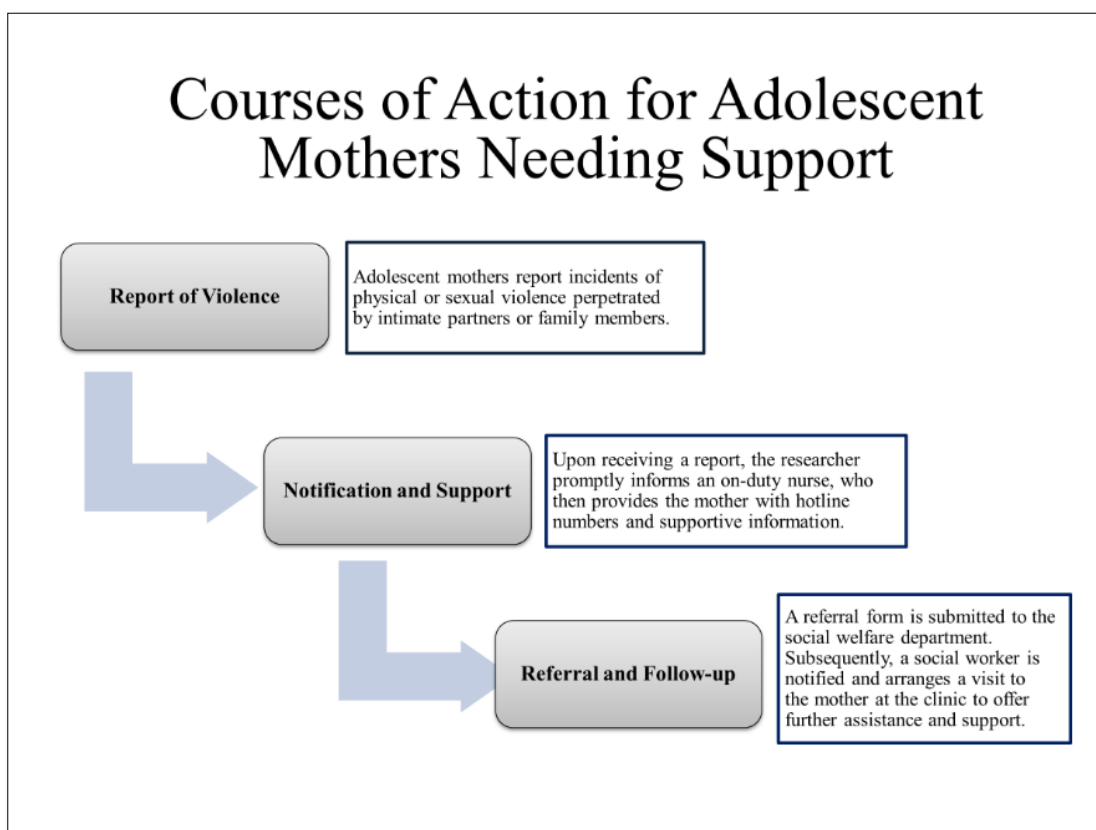 Courses of Action for Adolescent
Mothers Needing Support
Report of Violence
Adolescent mothers report incidents of
physical or sexual violence perpetrated
by intimate partners or family members.
Notification and Support
Upon receiving a report, the researcher
promptly informs an on-duty nurse, who
then provides the mother with hotline
numbers and supportive information.
Referral and Follow-up
A referral form is submitted to the
social welfare department.
Subsequently, a social worker is
notified and arranges a visit to
the mother at the clinic to offer
further assistance and support.